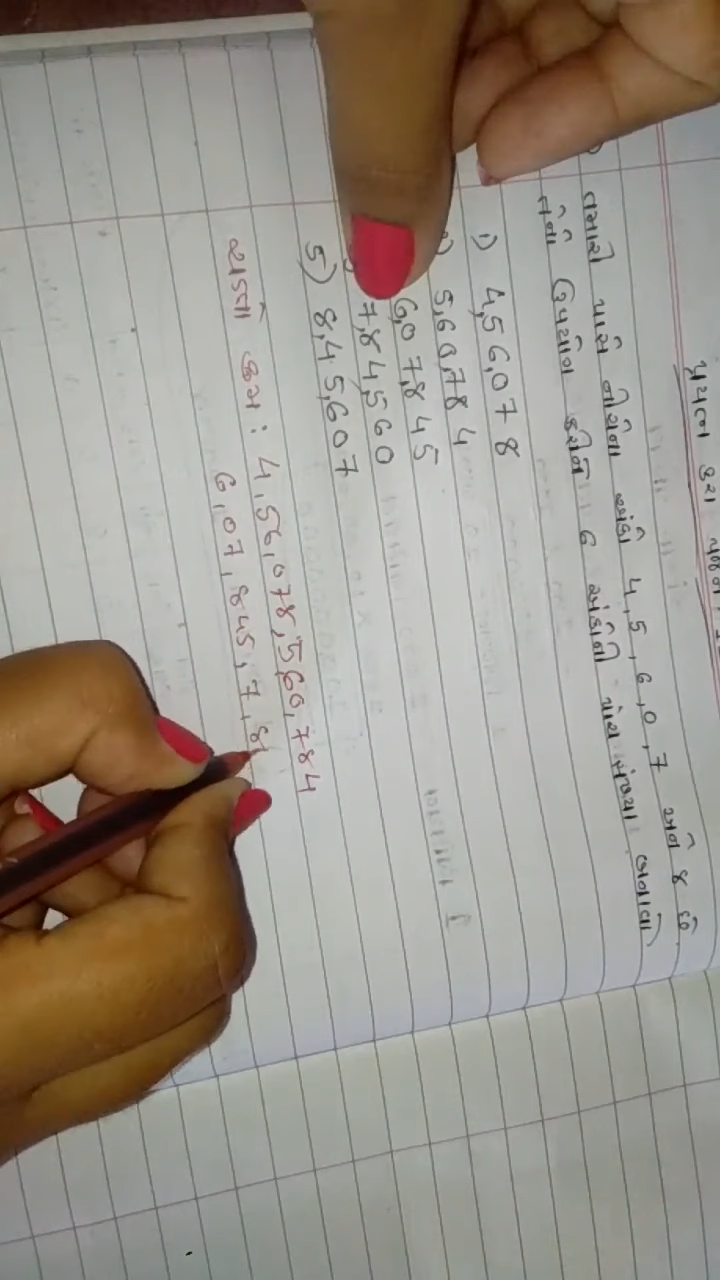 પ્રયત્ન કરો
તમારી પાસે નીચેના અંકો 4, 5, 6, 0, 7 અને ૪ છે.
તેનો ઉપયોગ કરીને 6 અંકોની પાંચ સંખ્યા બનાવો
1) 4,56,078
5,60,784
6,07,845
7,84,560
5) 8,45,607
ચડતો ક્રમ : 4,56,078, 5,60,784
6,07,845, 7,8